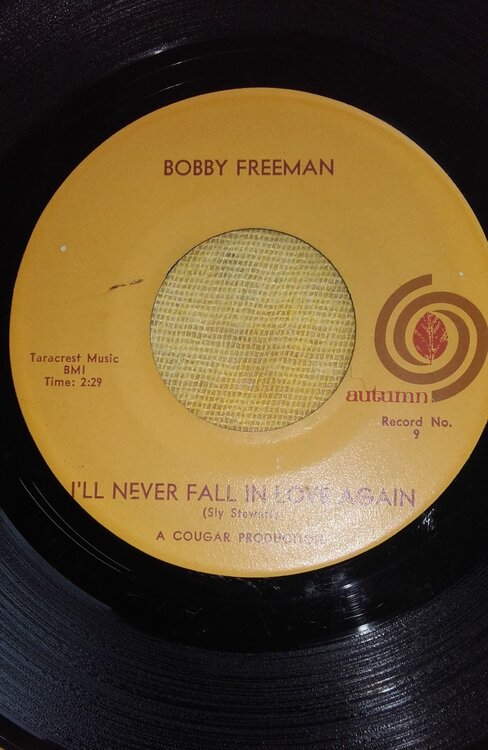 BOBBY FREEMAN
Taracrest Music
BMI
Time: 2:29
autumn
Record No.
9
I'LL NEVER FALL IN LOVE AGAIN
(Sly Stewart)
A COUGAR PRODUCTION